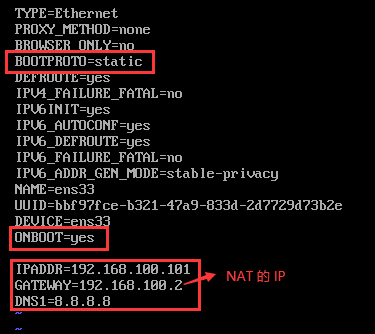 TYPE=Ethernet
PROXY_METHOD=none
BROWSER_ONLY=no
BOOTPROTO=static
DEFROUTE=yes
IPV4_FAILURE_FATAL=no
IPV6INIT=yes
IPV6_AUTOCONF=yes
IPV6_DEFROUTE=yes
IPV6_FAILURE_FATAL=no
IPV6_ADDR_GEN_MODE=stable-privacy
NAME=ens33
UUID=bbf97fce-b321-47a9-833d-2d7729d73b2e
DEVICE=ens33
ONBOOT=yes
IPADDR=192.168.100.101
GATEWAY=192.168.100.2 NAT 的 IP
DNS1=8.8.8.8
~
~